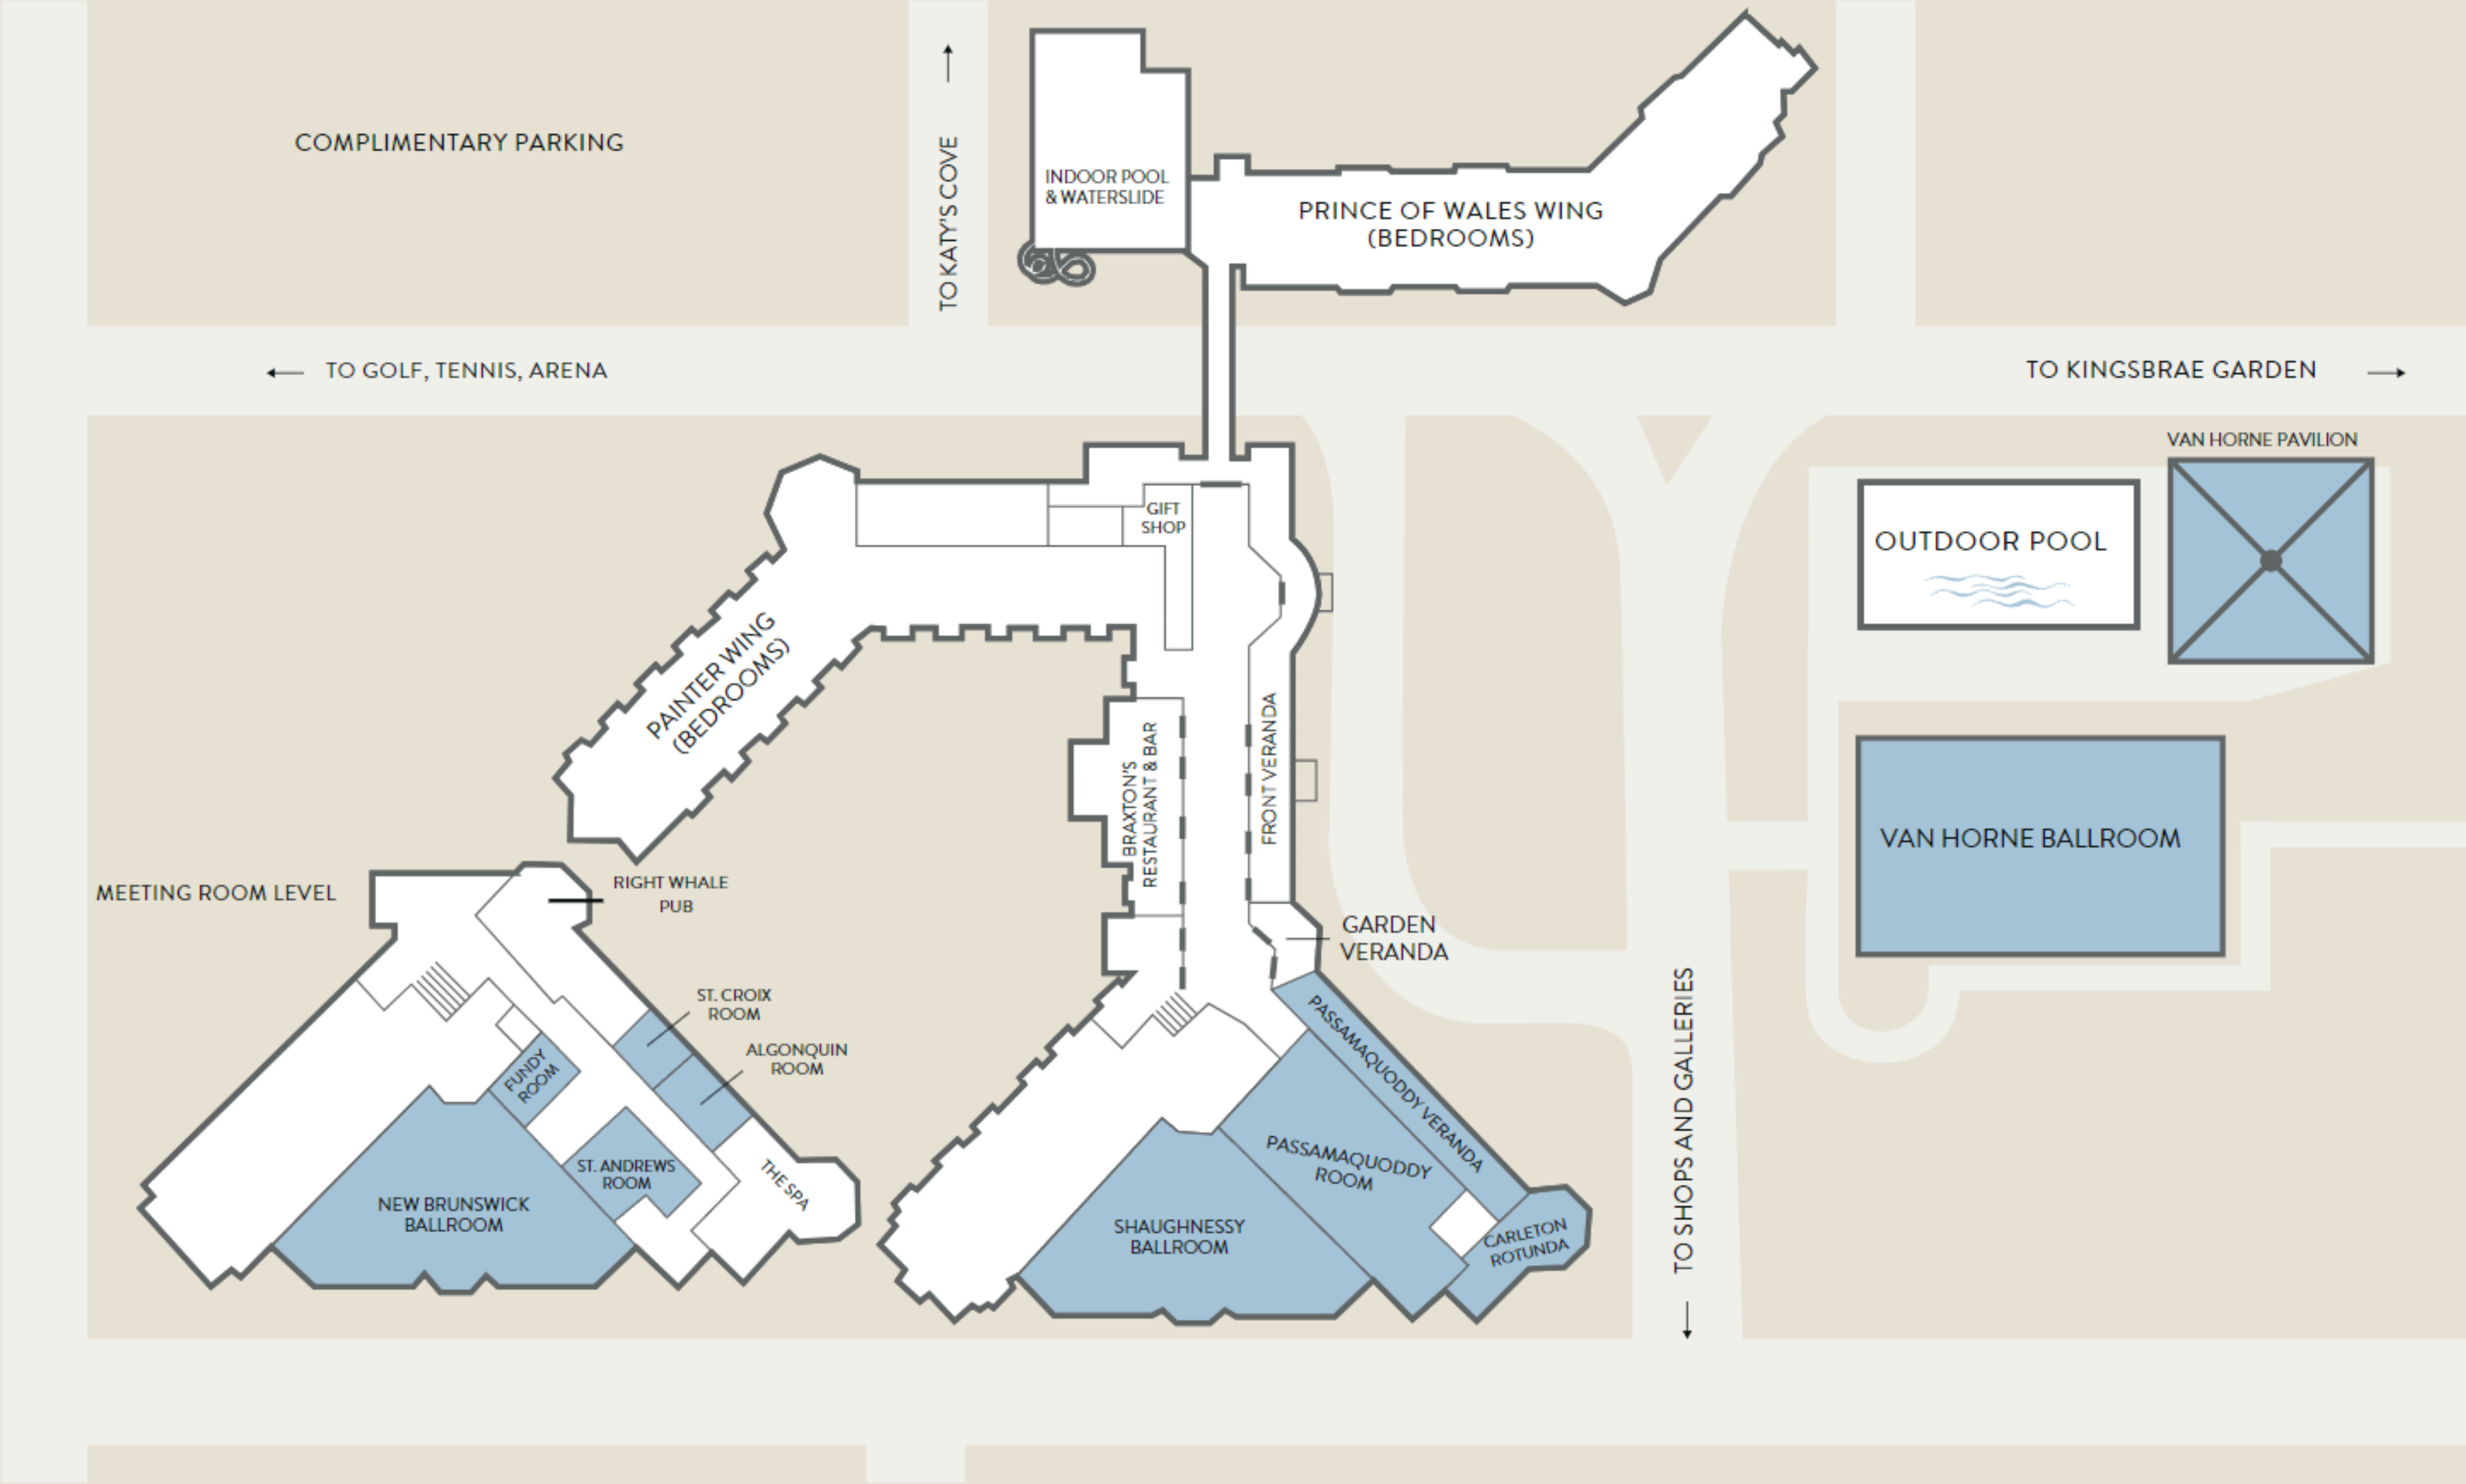 COMPLIMENTARY PARKING
TO KATY'S COVE
INDOOR POOL
& WATERSLIDE
PRINCE OF WALES WING
(BEDROOMS)
TO GOLF, TENNIS, ARENA
TO KINGSBRAE GARDEN
VAN HORNE PAVILION
OUTDOOR POOL
GIFT
SHOP
PAINTER WING
(BEDROOMS)
BRAXTON'S
RESTAURANT & BAR
FRONT VERANDA
VAN HORNE BALLROOM
MEETING ROOM LEVEL
RIGHT WHALE
PUB
GARDEN
VERANDA
ST. CROIX
ROOM
ALGONQUIN
ROOM
FUNDY
ROOM
ST. ANDREWS
ROOM
THE SPA
NEW BRUNSWICK
BALLROOM
PASSAMAQUODDY VERANDA
PASSAMAQUODDY
ROOM
SHAUGHNESSY
BALLROOM
CARLETON
ROTUNDA
TO SHOPS AND GALLERIES